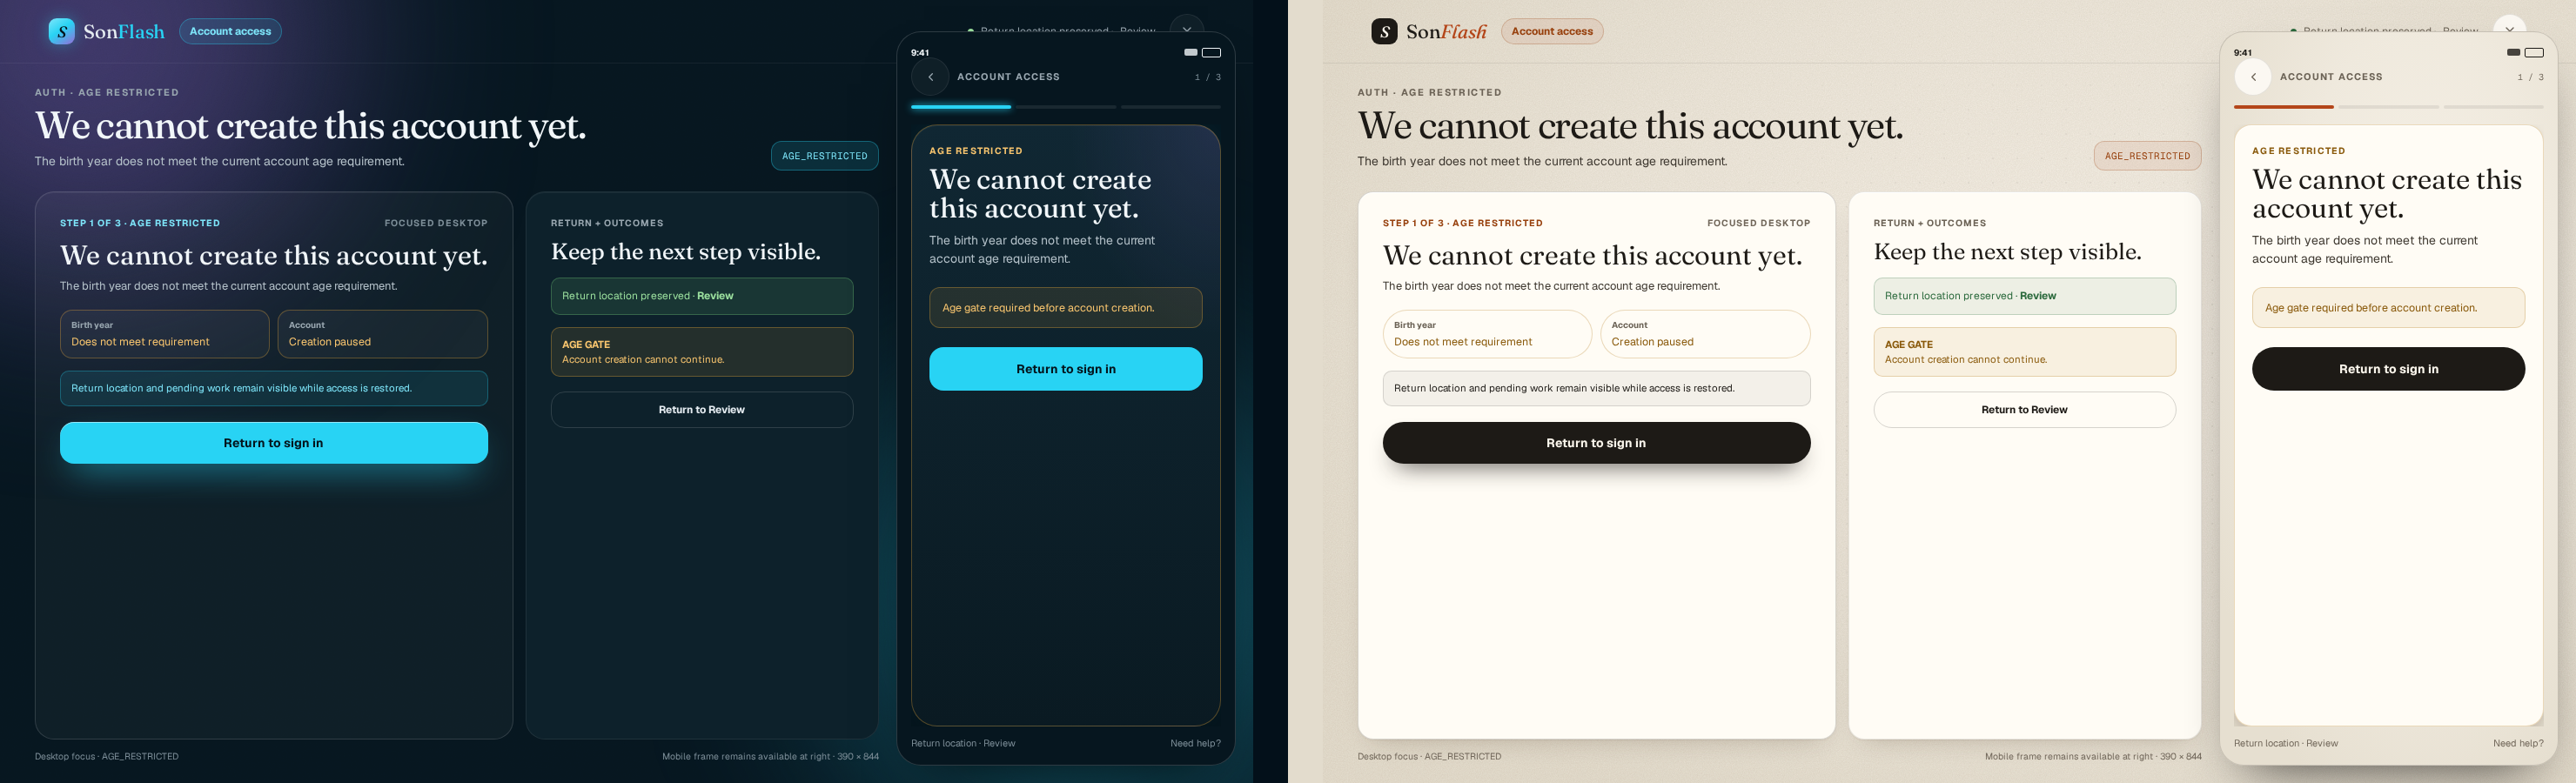 S SonFlash Account access
Return location preserved · Review
AUTH · AGE RESTRICTED
We cannot create this account yet.
The birth year does not meet the current account age requirement.
AGE_RESTRICTED
STEP 1 OF 3 · AGE RESTRICTED
FOCUSED DESKTOP
We cannot create this account yet.
The birth year does not meet the current account age requirement.
Birth year
Does not meet requirement
Account
Creation paused
Return location and pending work remain visible while access is restored.
Return to sign in
RETURN + OUTCOMES
Keep the next step visible.
Return location preserved · Review
AGE GATE
Account creation cannot continue.
Return to Review
Desktop focus · AGE_RESTRICTED
Mobile frame remains available at right · 390 × 844
9:41
ACCOUNT ACCESS
1 / 3
AGE RESTRICTED
We cannot create
this account yet.
The birth year does not meet the current
account age requirement.
Age gate required before account creation.
Return to sign in
Return location · Review
Need help?
S SonFlash Account access
Return location preserved · Review
AUTH · AGE RESTRICTED
We cannot create this account yet.
The birth year does not meet the current account age requirement.
AGE_RESTRICTED
STEP 1 OF 3 · AGE RESTRICTED
FOCUSED DESKTOP
We cannot create this account yet.
The birth year does not meet the current account age requirement.
Birth year
Does not meet requirement
Account
Creation paused
Return location and pending work remain visible while access is restored.
Return to sign in
RETURN + OUTCOMES
Keep the next step visible.
Return location preserved · Review
AGE GATE
Account creation cannot continue.
Return to Review
Desktop focus · AGE_RESTRICTED
Mobile frame remains available at right · 390 × 844
9:41
ACCOUNT ACCESS
1 / 3
AGE RESTRICTED
We cannot create this
account yet.
The birth year does not meet the current
account age requirement.
Age gate required before account creation.
Return to sign in
Return location · Review
Need help?